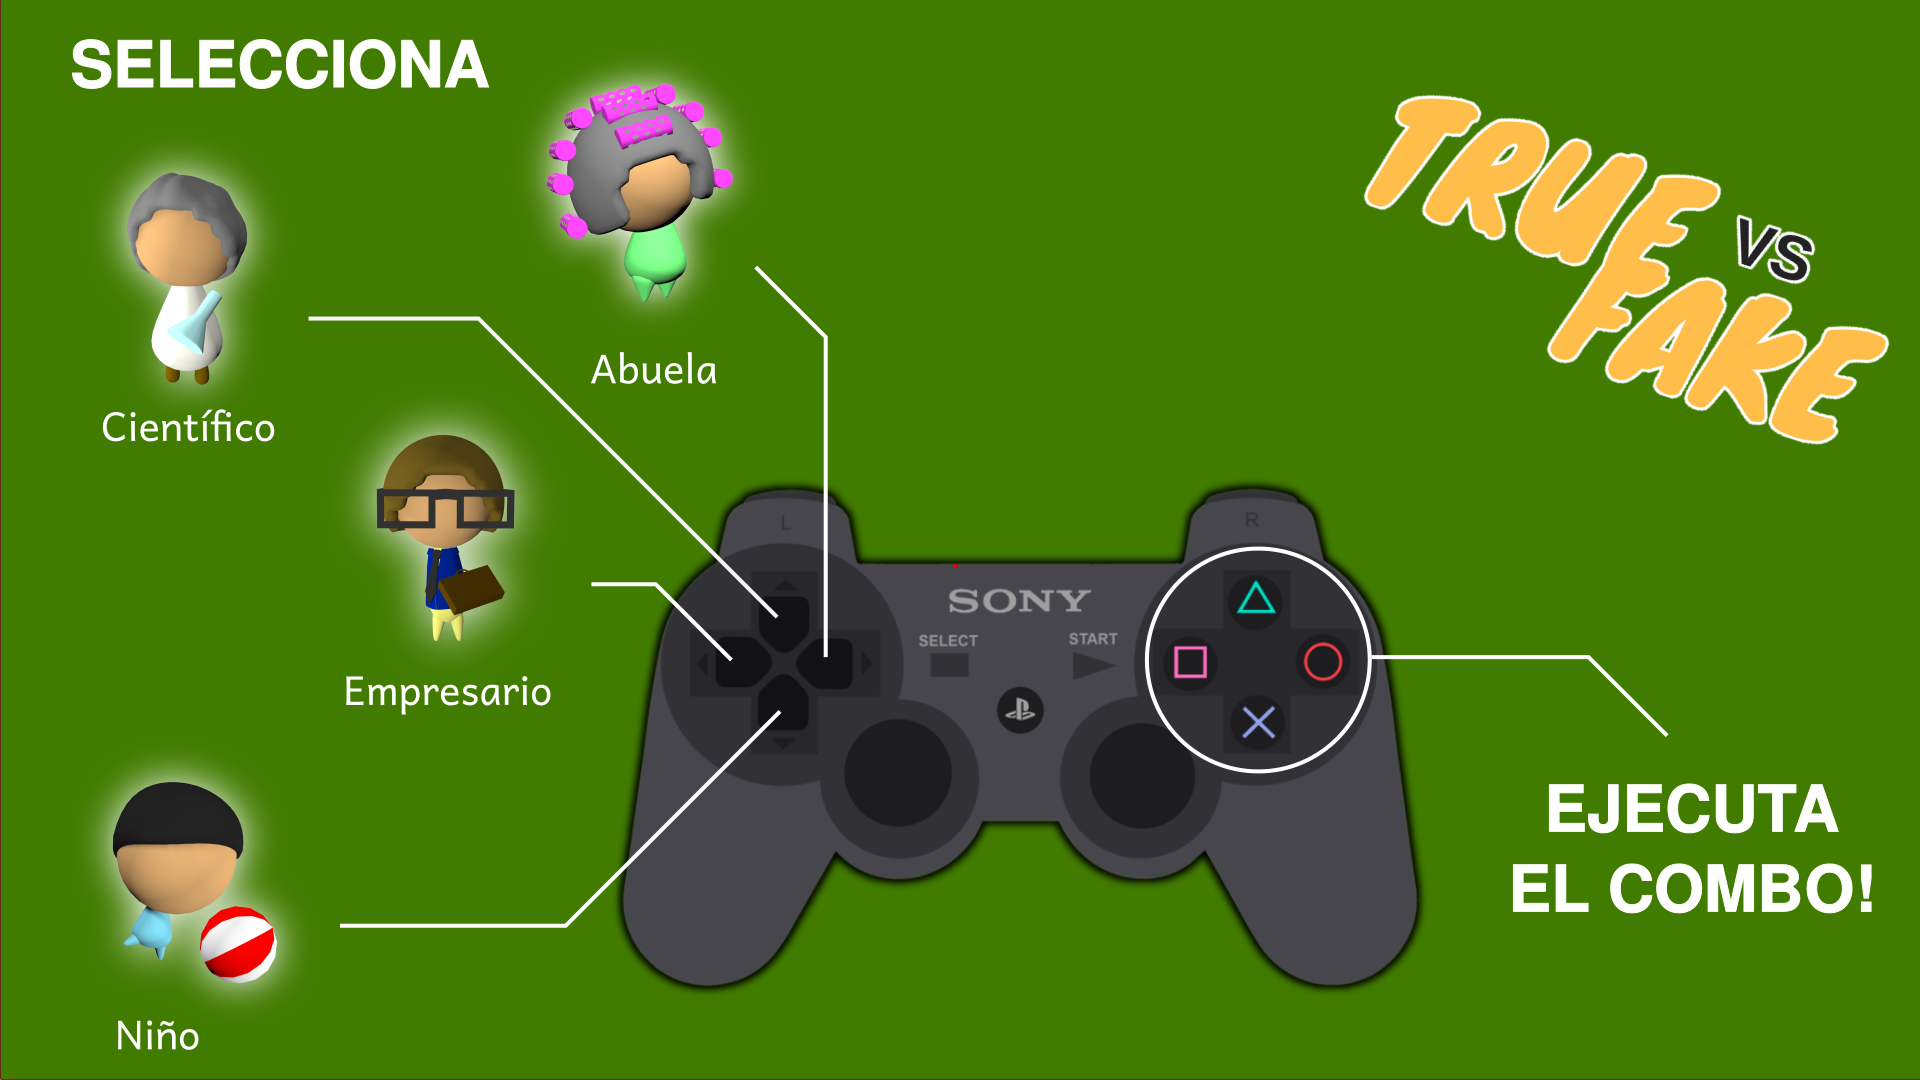 SELECCIONA
TRUE
VS
FAKE
Abuela
Científico
Empresario
Niño
L
R
SONY
SELECT
START
EJECUTA
EL COMBO!